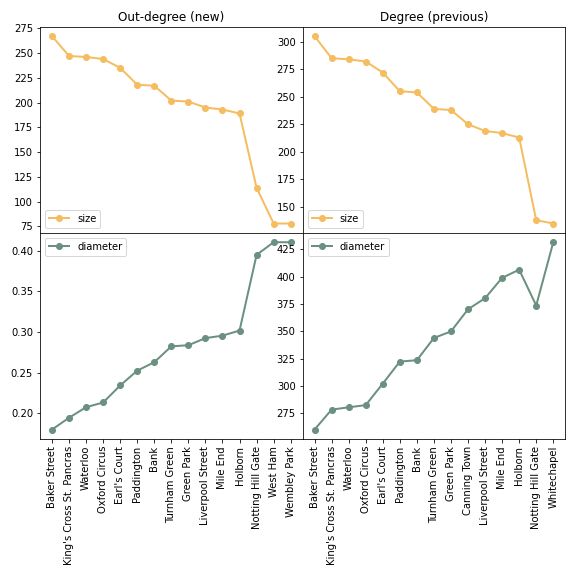 Out-degree (new)
Degree (previous)
275
250
225
200
175
150
125
100
75
size
300
275
250
225
200
175
150
size
0.40
0.35
0.30
0.25
0.20
diameter
425
400
375
350
325
300
275
diameter
Baker Street
King's Cross St. Pancras
Waterloo
Oxford Circus
Earl's Court
Paddington
Bank
Turnham Green
Green Park
Liverpool Street
Mile End
Holborn
Notting Hill Gate
West Ham
Wembley Park
Baker Street
King's Cross St. Pancras
Waterloo
Oxford Circus
Earl's Court
Paddington
Bank
Turnham Green
Green Park
Canning Town
Liverpool Street
Mile End
Holborn
Notting Hill Gate
Whitechapel